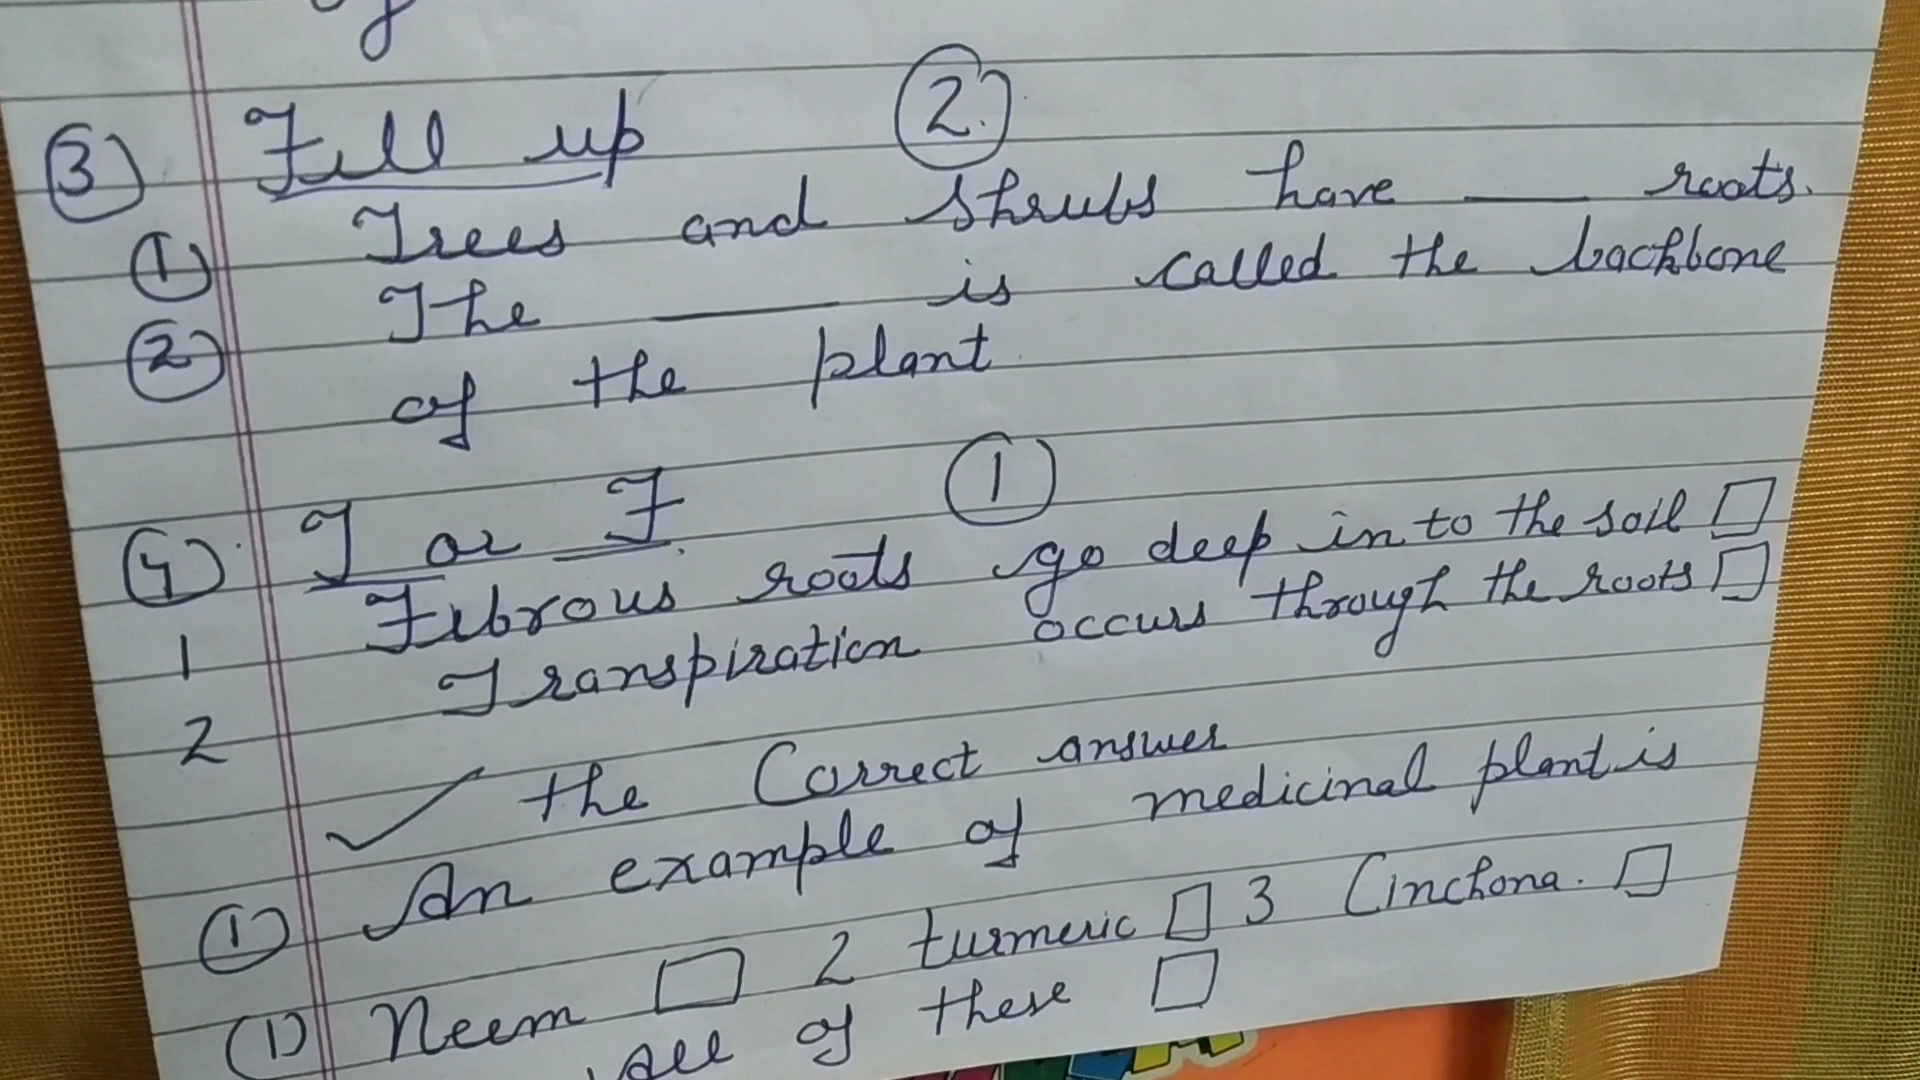 ③ Fill up ②.
① Trees and shrubs have ____ roots.
② The ____ is called the backbone
of the plant
④ T or F. ①
1 Fibrous roots go deep in to the soil □
2 Transpiration occurs through the roots □
✓ the Correct answer
① An example of medicinal plant is
(1) Neem □ 2 turmeric □ 3 Cinchona. □
all of these □